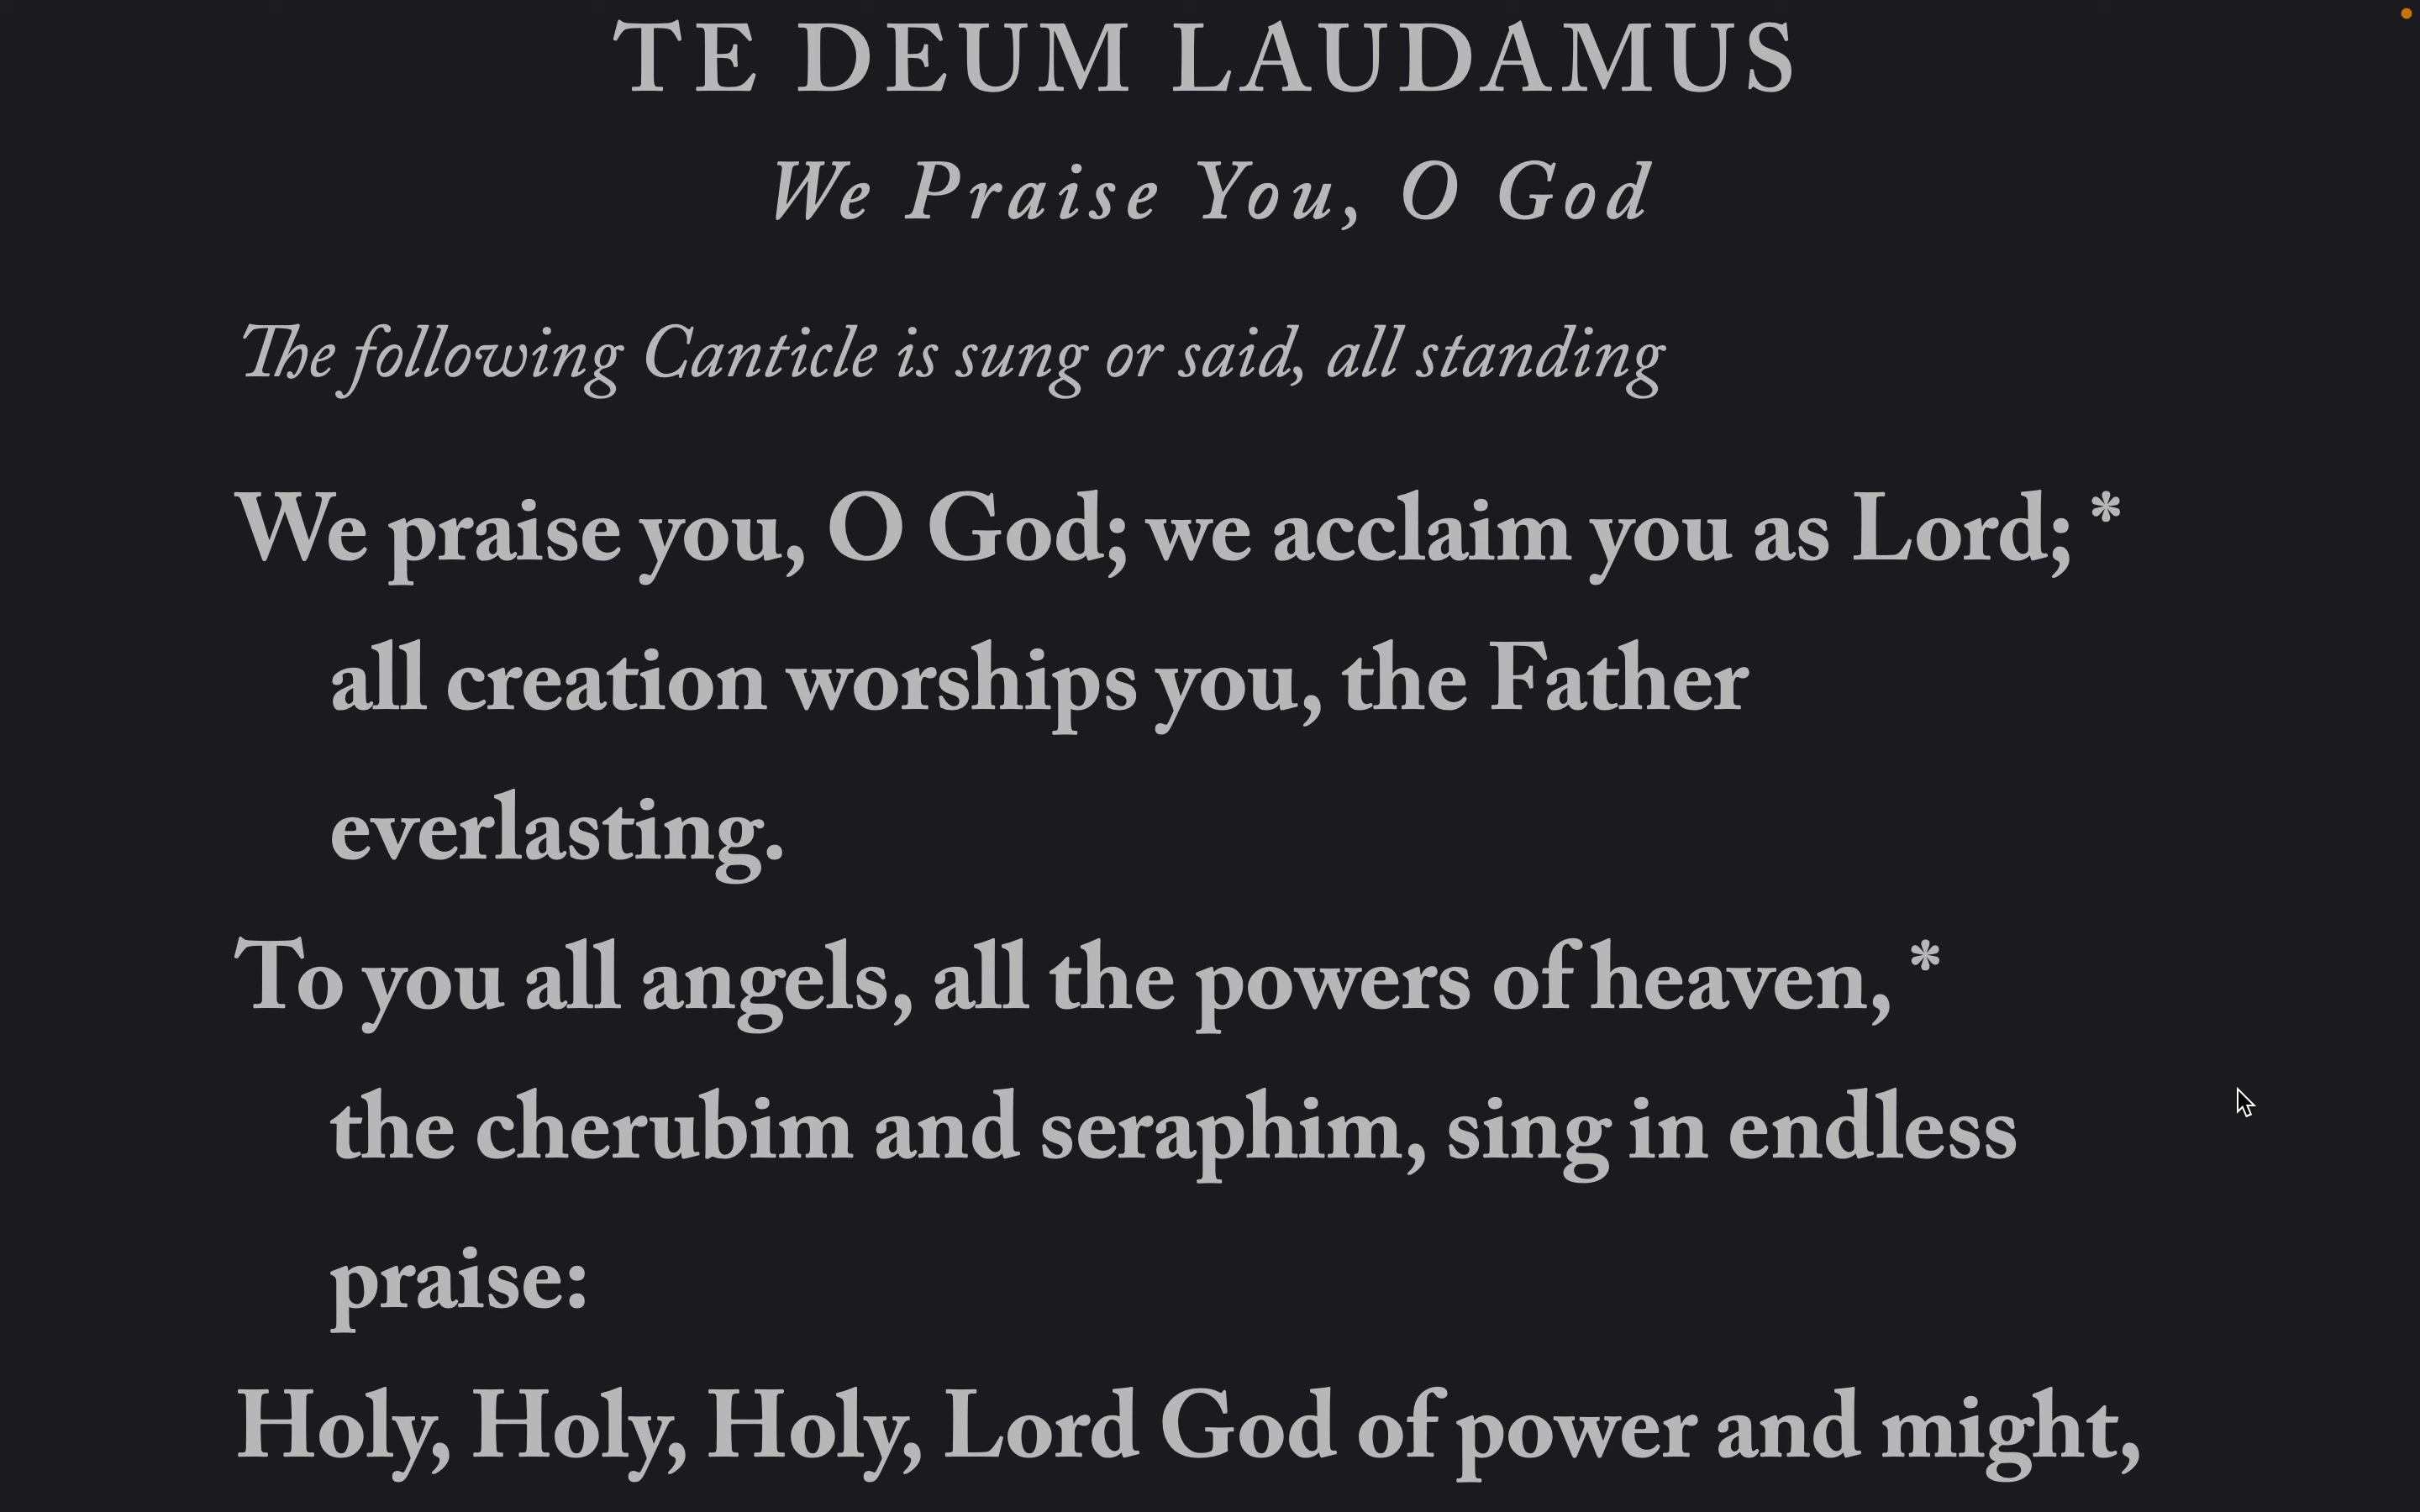 TE DEUM LAUDAMUS
We Praise You, O God
The following Canticle is sung or said, all standing
We praise you, O God; we acclaim you as Lord; *
all creation worships you, the Father
everlasting.
To you all angels, all the powers of heaven, *
the cherubim and seraphim, sing in endless
praise:
Holy, Holy, Holy, Lord God of power and might,